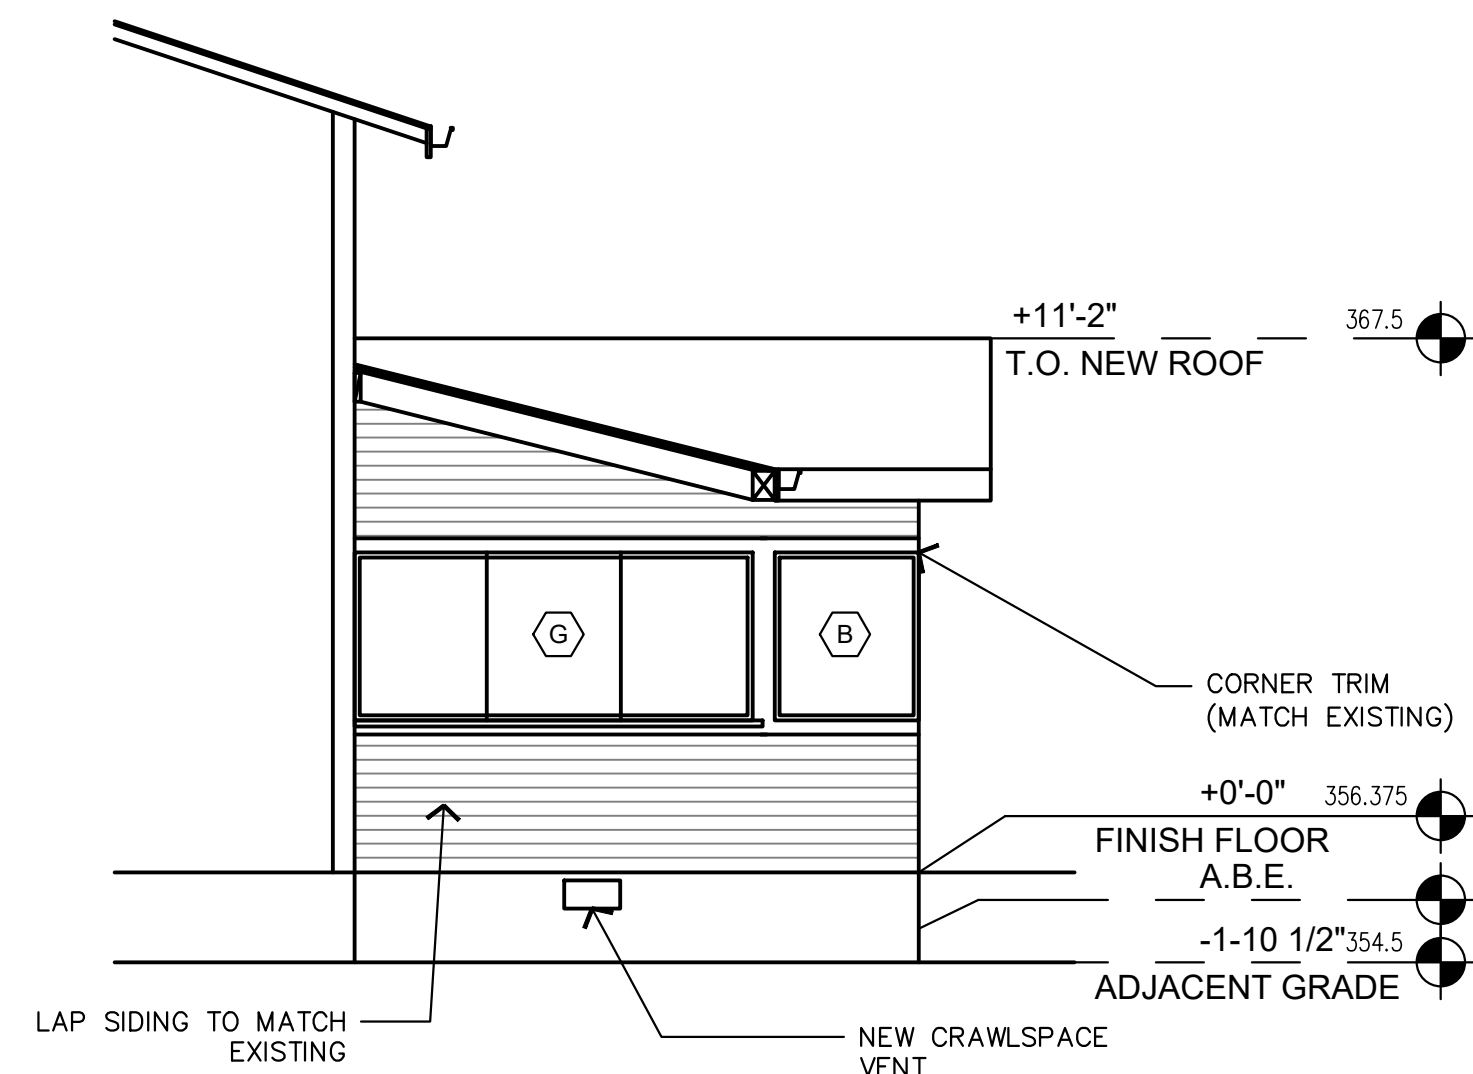 +11'-2"
367.5
T.O. NEW ROOF
G
B
CORNER TRIM
(MATCH EXISTING)
+0'-0"
356.375
FINISH FLOOR
A.B.E.
-1-10 1/2"
354.5
ADJACENT GRADE
LAP SIDING TO MATCH
EXISTING
NEW CRAWLSPACE
VENT